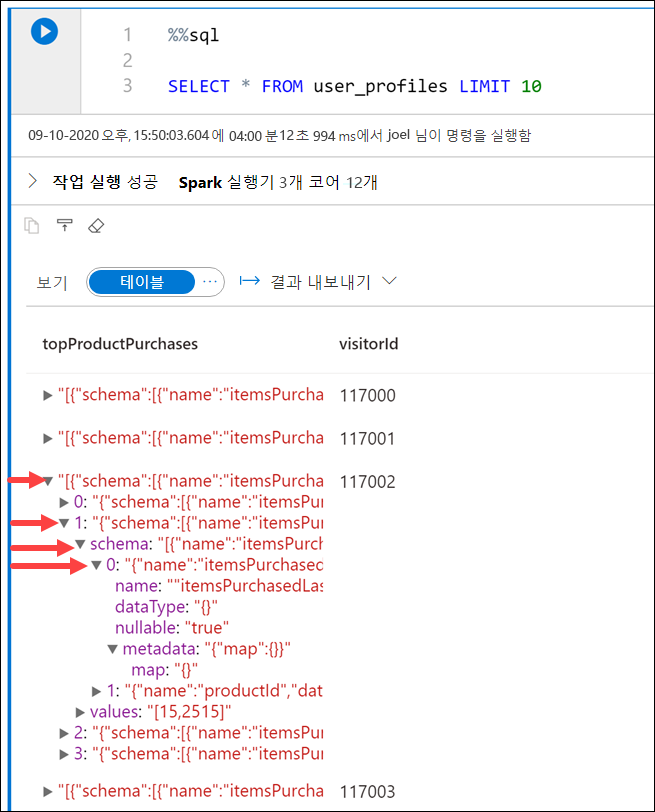 1 %%sql
2
3 SELECT * FROM user_profiles LIMIT 10
09-10-2020 오후, 15:50:03.604 에 04:00 분12초 994 ms에서 joel 님이 명령을 실행함
작업 실행 성공 Spark 실행기 3개 코어 12개
보기 테이블 ··· 결과 내보내기
topProductPurchases visitorId
"[{"schema":[{"name":"itemsPurcha 117000
"[{"schema":[{"name":"itemsPurcha 117001
"[{"schema":[{"name":"itemsPurcha 117002
0: "{"schema":[{"name":"itemsPur
1: "{"schema":[{"name":"itemsPur
schema: "[{"name":"itemsPurch
0: "{"name":"itemsPurchased
name: ""itemsPurchasedLas
dataType: "{}"
nullable: "true"
metadata: "{"map":{}}"
map: "{}"
1: "{"name":"productId","dat
values: "[15,2515]"
2: "{"schema":[{"name":"itemsPur
3: "{"schema":[{"name":"itemsPur
"[{"schema":[{"name":"itemsPurcha 117003